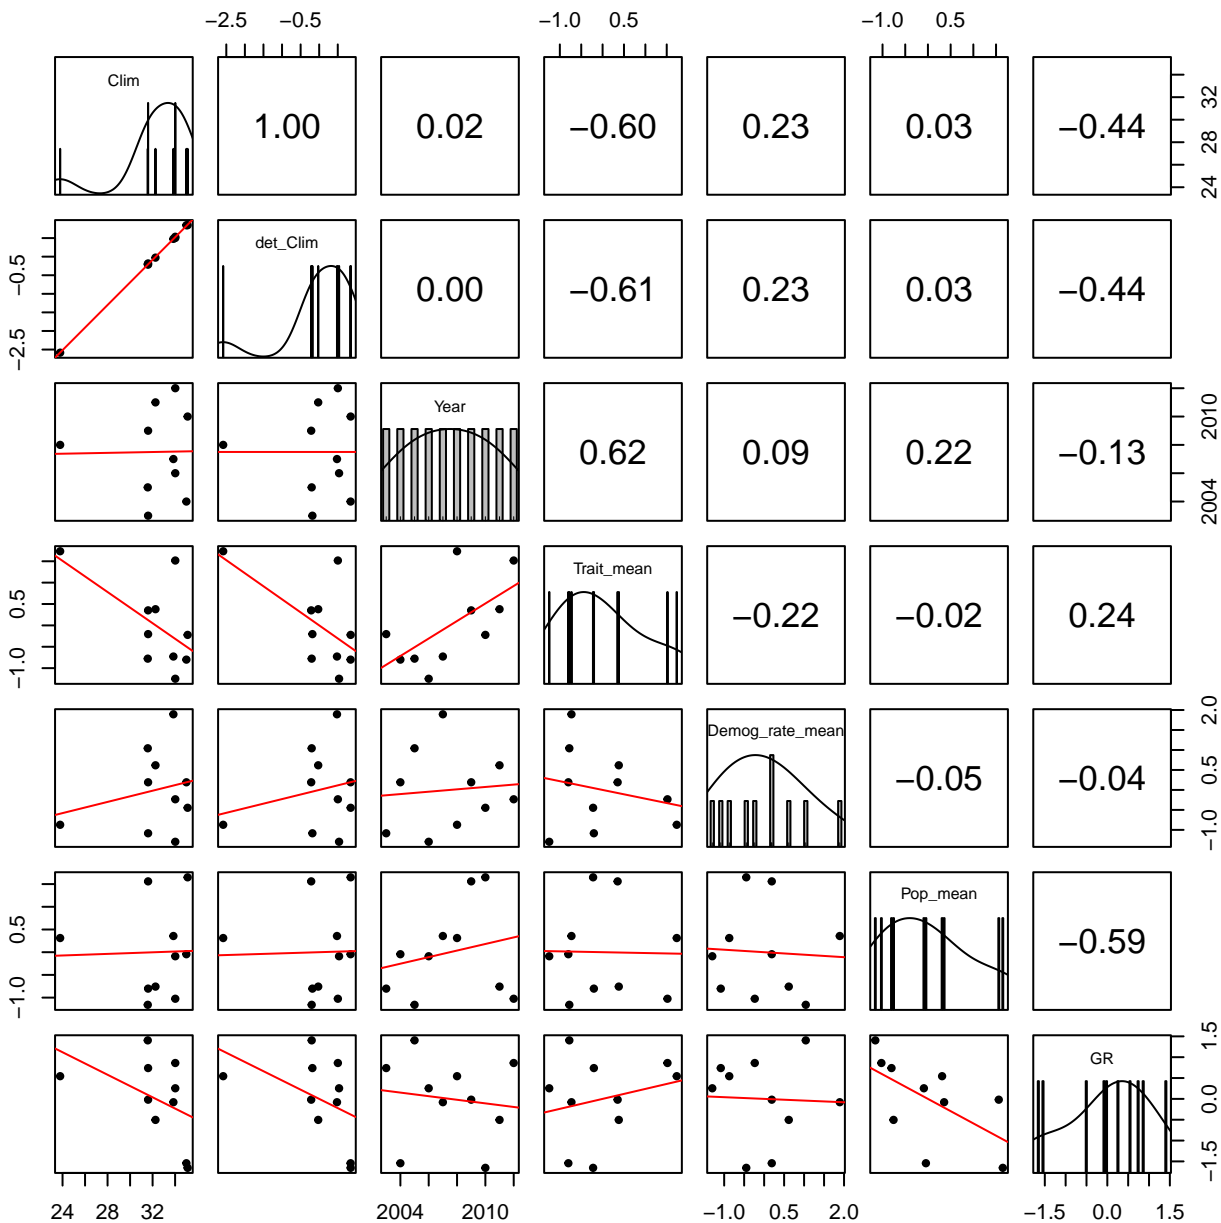 −2.5 −0.5 −1.0 0.5 −1.0 0.5
Clim 1.00 0.02 −0.60 0.23 0.03 −0.44
24 28 32
det_Clim 0.00 −0.61 0.23 0.03 −0.44
−2.5 −0.5
Year 0.62 0.09 0.22 −0.13
2004 2010
Trait_mean −0.22 −0.02 0.24
−1.0 0.5
Demog_rate_mean −0.05 −0.04
−1.0 0.5 2.0
Pop_mean −0.59
−1.0 0.5
GR
−1.5 0.0 1.5
24 28 32 2004 2010 −1.0 0.5 2.0 −1.5 0.0 1.5